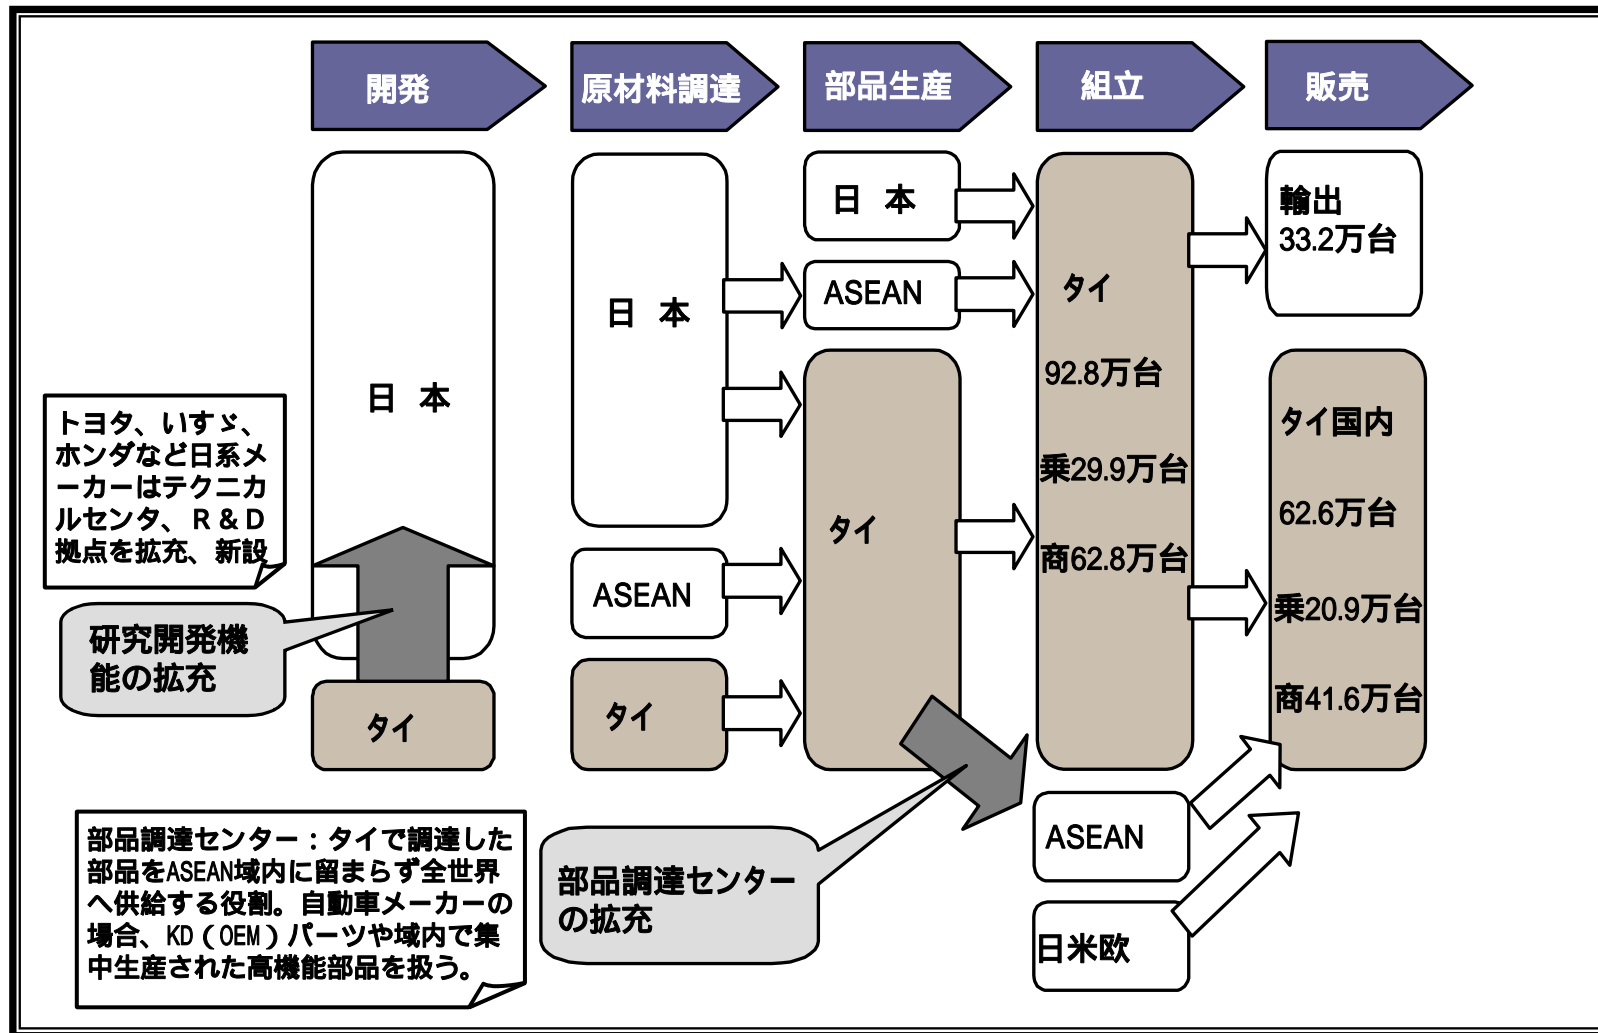 開発
原材料調達
部品生産
組立
販売
日 本
タイ
トヨタ、いすゞ、
ホンダなど日系メ
ーカーはテクニカ
ルセンタ、R&D
拠点を拡充、新設
研究開発機
能の拡充
日 本
ASEAN
タイ
日 本
ASEAN
タイ
部品調達センター:タイで調達した
部品をASEAN域内に留まらず全世界
へ供給する役割。自動車メーカーの
場合、KD(OEM)パーツや域内で集
中生産された高機能部品を扱う。
部品調達センター
の拡充
タイ
92.8万台
乗29.9万台
商62.8万台
ASEAN
日米欧
輸出
33.2万台
タイ国内
62.6万台
乗20.9万台
商41.6万台